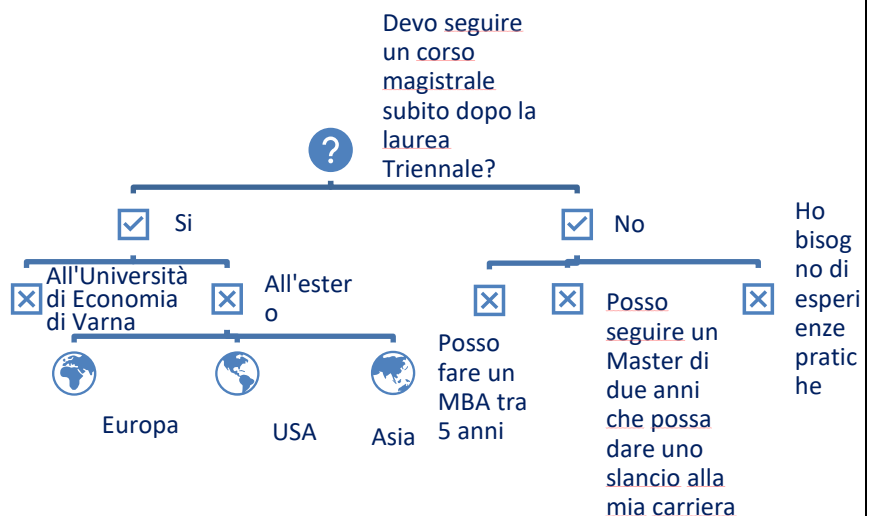 Devo seguire
un corso
magistrale
subito dopo la
laurea
Triennale?
?
Si
No
All'Università
di Economia
di Varna
All'ester
o
Posso
fare un
MBA tra
5 anni
Posso
seguire un
Master di
due anni
che possa
dare uno
slancio alla
mia carriera
Ho
bisog
no di
esperi
enze
pratic
he
Europa
USA
Asia